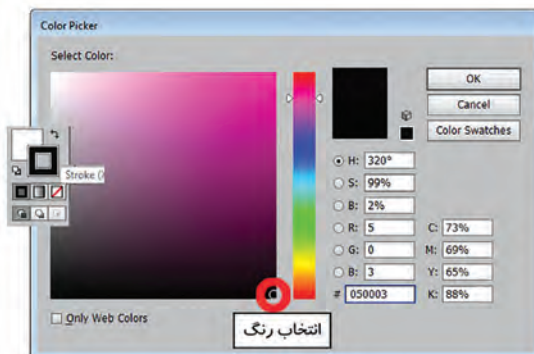 Color Picker
Select Color:
OK
Cancel
Color Swatches
Stroke (X
H: 320°
S: 99%
B: 2%
R: 5
G: 0
B: 3
C: 73%
M: 69%
Y: 65%
K: 88%
# 050003
Only Web Colors
انتخاب رنگ